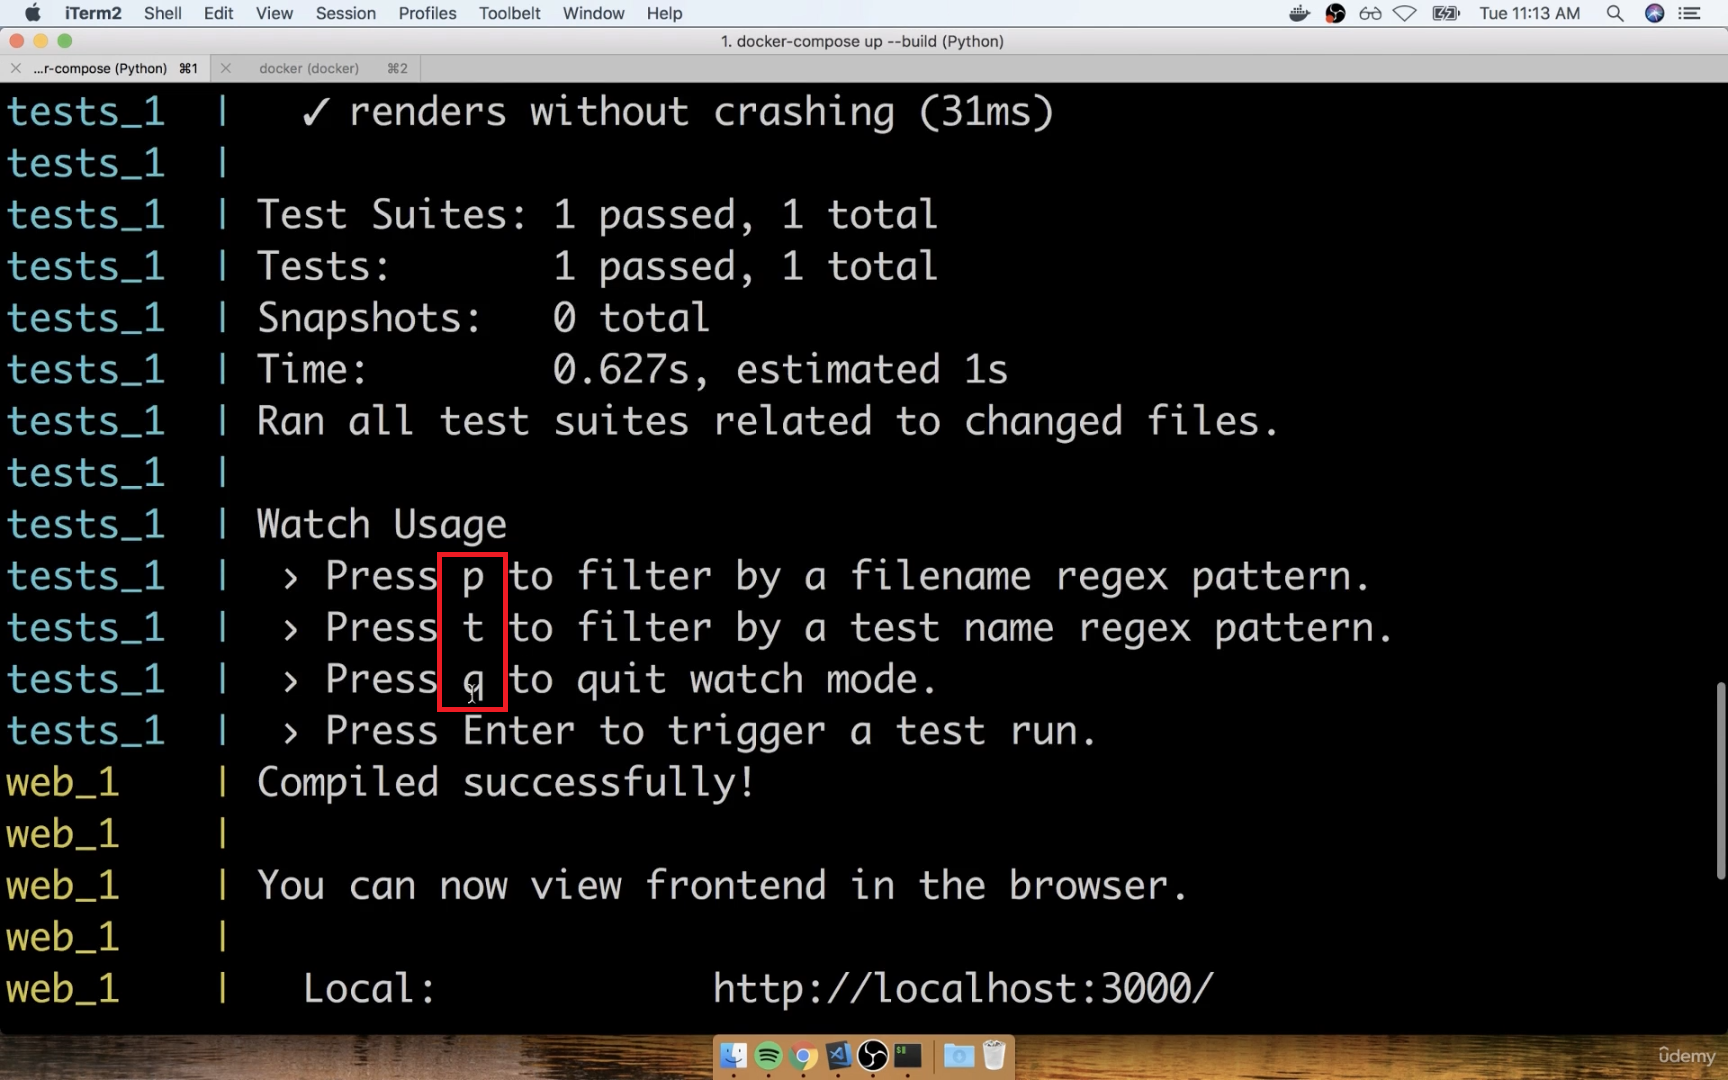 iTerm2 Shell Edit View Session Profiles Toolbelt Window Help Tue 11:13 AM
1. docker-compose up --build (Python)
...r-compose (Python) ⌘1 docker (docker) ⌘2
tests_1 | ✓ renders without crashing (31ms)
tests_1 |
tests_1 | Test Suites: 1 passed, 1 total
tests_1 | Tests: 1 passed, 1 total
tests_1 | Snapshots: 0 total
tests_1 | Time: 0.627s, estimated 1s
tests_1 | Ran all test suites related to changed files.
tests_1 |
tests_1 | Watch Usage
tests_1 | › Press p to filter by a filename regex pattern.
tests_1 | › Press t to filter by a test name regex pattern.
tests_1 | › Press q to quit watch mode.
tests_1 | › Press Enter to trigger a test run.
web_1 | Compiled successfully!
web_1 |
web_1 | You can now view frontend in the browser.
web_1 |
web_1 | Local: http://localhost:3000/
ûdemy